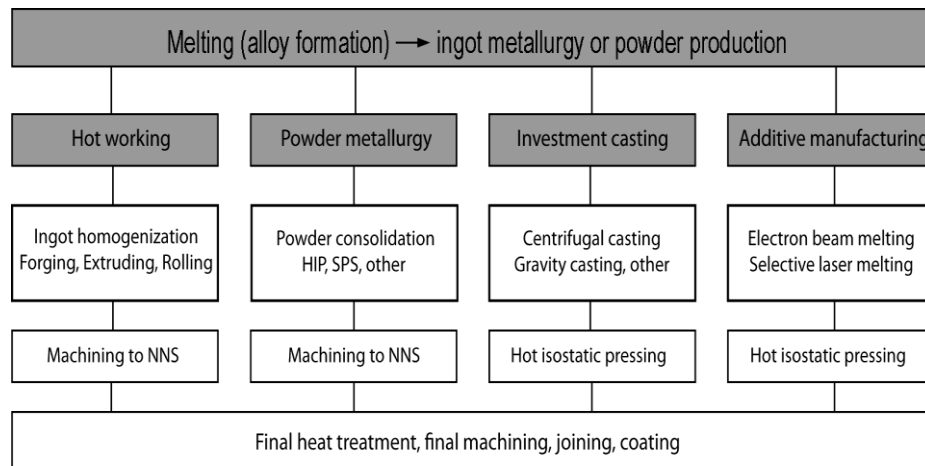 Melting (alloy formation) → ingot metallurgy or powder production
Hot working
Powder metallurgy
Investment casting
Additive manufacturing
Ingot homogenization
Forging, Extruding, Rolling
Powder consolidation
HIP, SPS, other
Centrifugal casting
Gravity casting, other
Electron beam melting
Selective laser melting
Machining to NNS
Machining to NNS
Hot isostatic pressing
Hot isostatic pressing
Final heat treatment, final machining, joining, coating